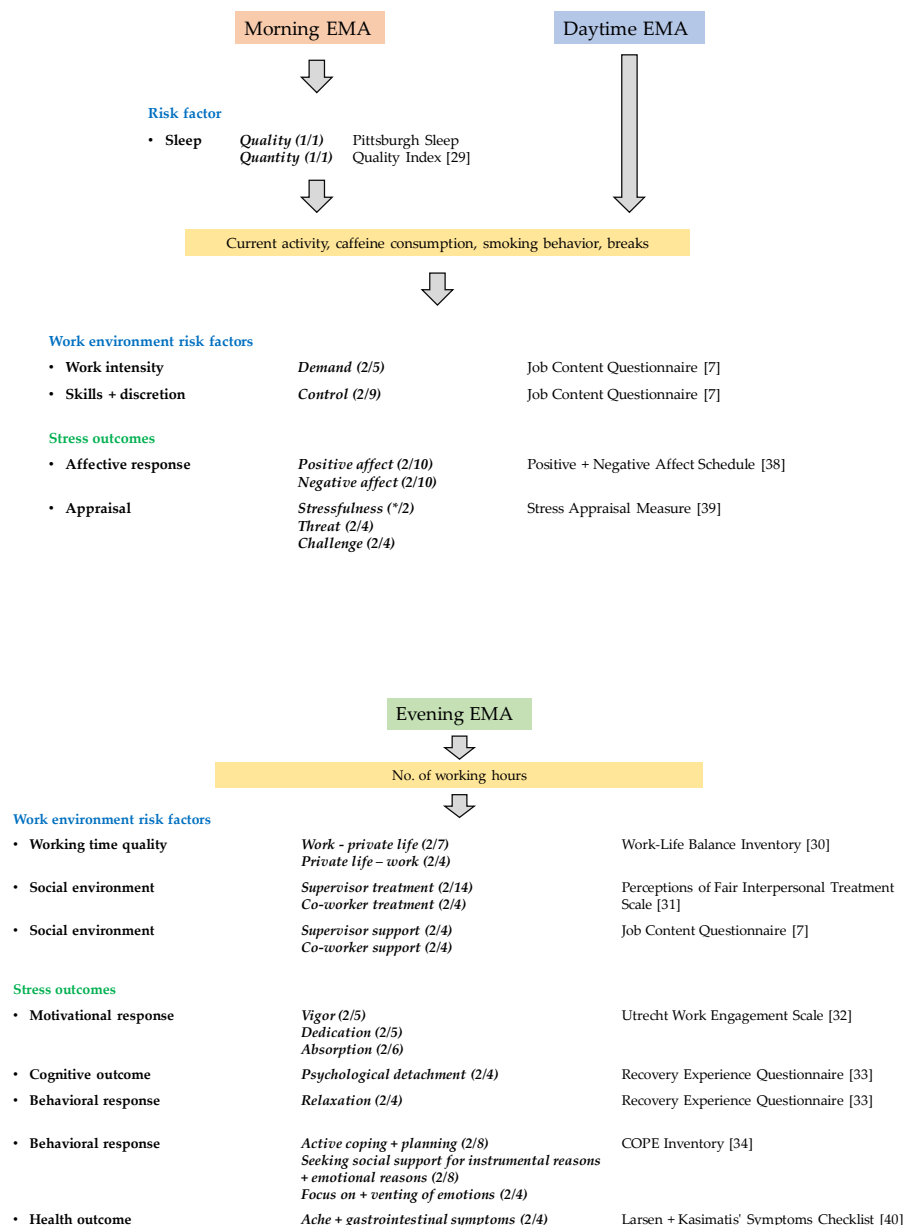 Morning EMA
Daytime EMA
Risk factor
• Sleep Quality (1/1) Pittsburgh Sleep
Quantity (1/1) Quality Index [29]
Current activity, caffeine consumption, smoking behavior, breaks
Work environment risk factors
• Work intensity Demand (2/5) Job Content Questionnaire [7]
• Skills + discretion Control (2/9) Job Content Questionnaire [7]
Stress outcomes
• Affective response Positive affect (2/10) Positive + Negative Affect Schedule [38]
Negative affect (2/10)
• Appraisal Stressfulness (*/2) Stress Appraisal Measure [39]
Threat (2/4)
Challenge (2/4)
Evening EMA
No. of working hours
Work environment risk factors
• Working time quality Work - private life (2/7) Work-Life Balance Inventory [30]
Private life – work (2/4)
• Social environment Supervisor treatment (2/14) Perceptions of Fair Interpersonal Treatment
Co-worker treatment (2/4) Scale [31]
• Social environment Supervisor support (2/4) Job Content Questionnaire [7]
Co-worker support (2/4)
Stress outcomes
• Motivational response Vigor (2/5) Utrecht Work Engagement Scale [32]
Dedication (2/5)
Absorption (2/6)
• Cognitive outcome Psychological detachment (2/4) Recovery Experience Questionnaire [33]
• Behavioral response Relaxation (2/4) Recovery Experience Questionnaire [33]
• Behavioral response Active coping + planning (2/8) COPE Inventory [34]
Seeking social support for instrumental reasons
+ emotional reasons (2/8)
Focus on + venting of emotions (2/4)
• Health outcome Ache + gastrointestinal symptoms (2/4) Larsen + Kasimatis' Symptoms Checklist [40]